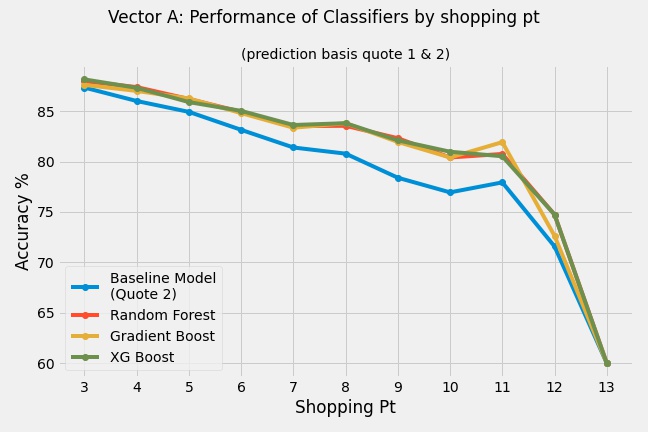 Vector A: Performance of Classifiers by shopping pt
(prediction basis quote 1 & 2)
Accuracy %
85
80
75
70
65
60
Baseline Model
(Quote 2)
Random Forest
Gradient Boost
XG Boost
3 4 5 6 7 8 9 10 11 12 13
Shopping Pt